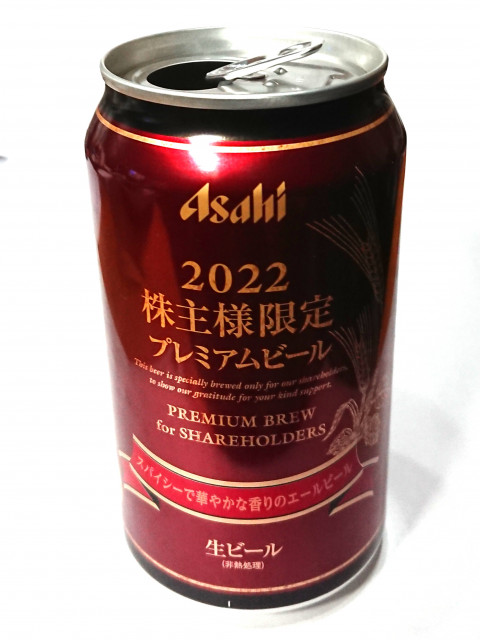 Asahi
2022
株主様限定
プレミアムビール
This beer is specially brewed only for our shareholders
to show our gratitude for your kind support.
PREMIUM BREW
for SHAREHOLDERS
スパイシーで華やかな香りのエールビール
生ビール
(非熱処理)